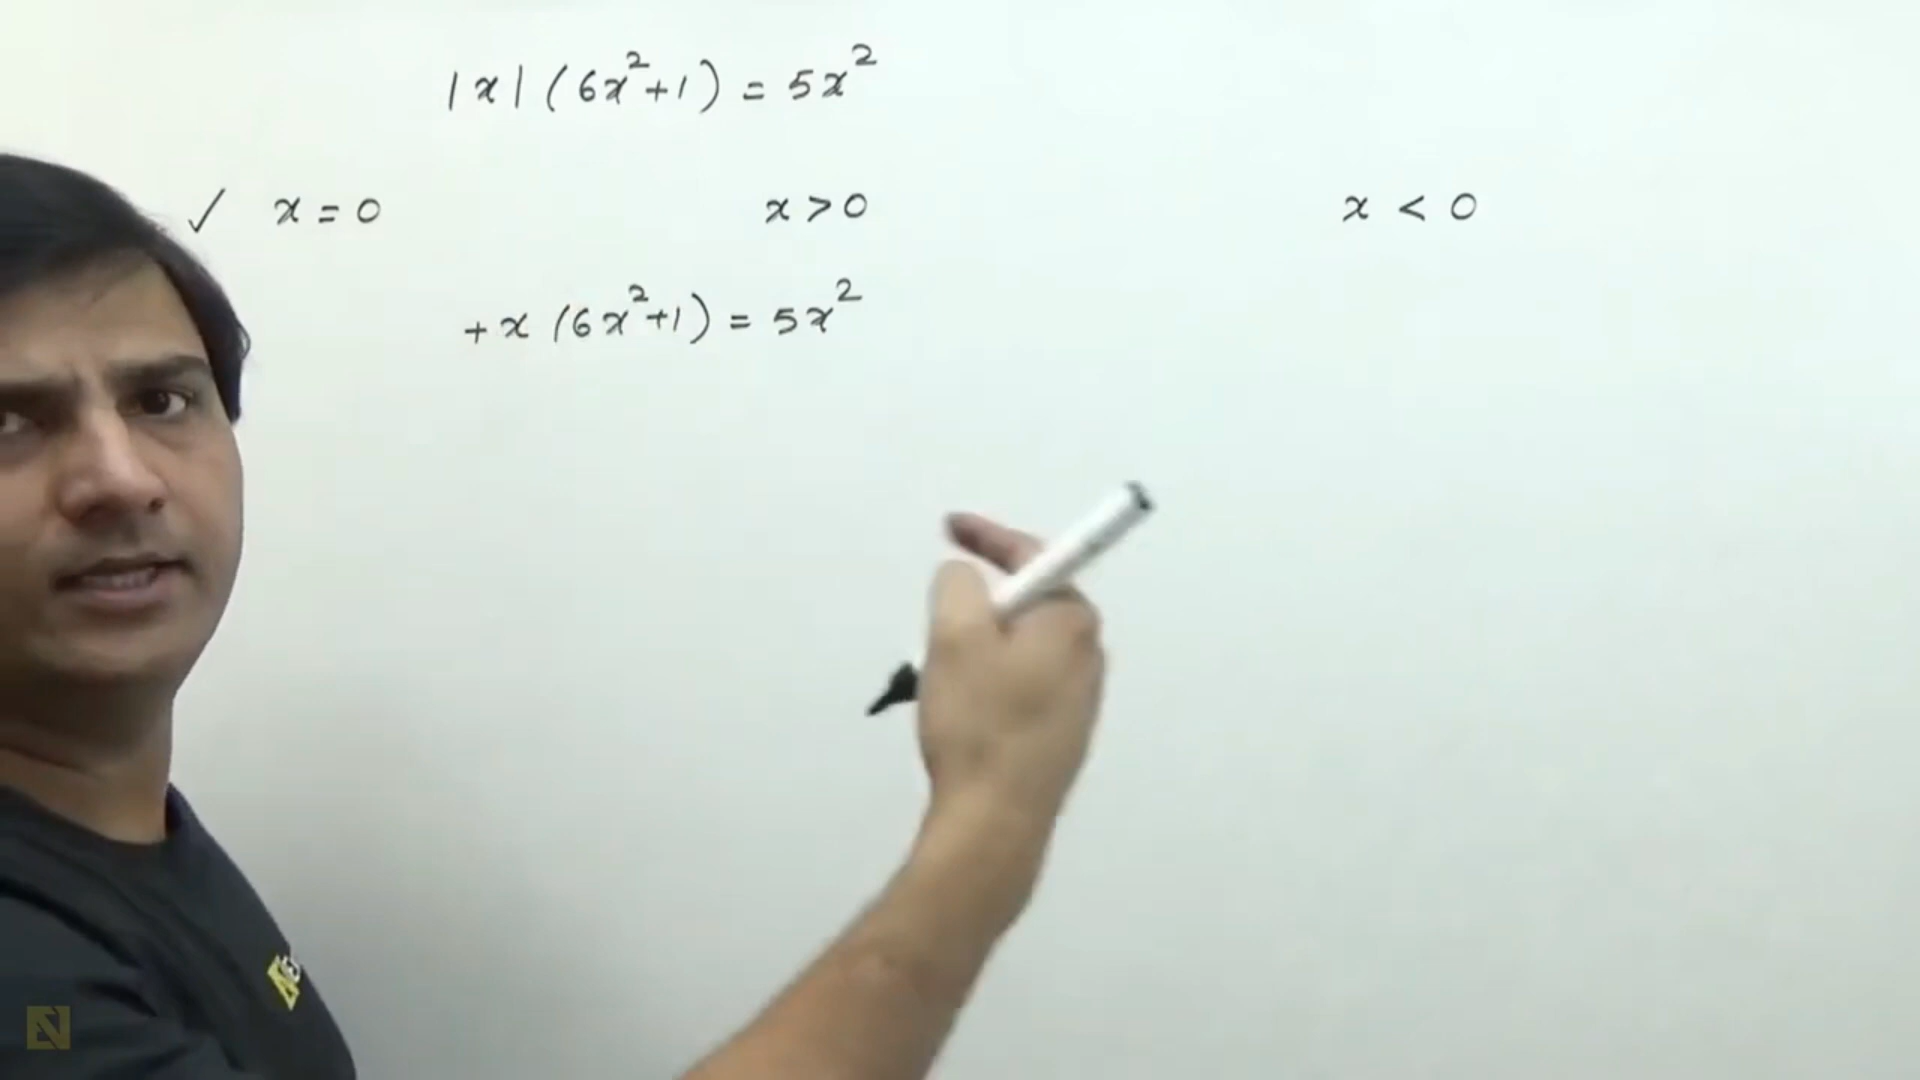 |x| (6x²+1) = 5x²
✓ x = 0 x > 0 x < 0
+x (6x²+1) = 5x²